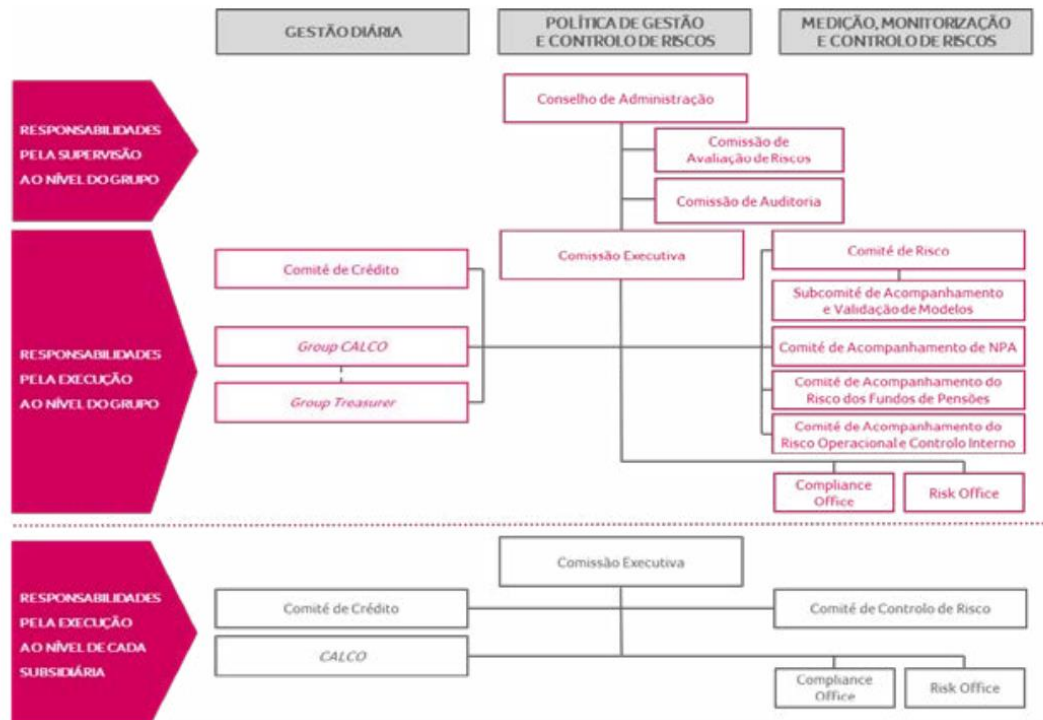 GESTÃO DIÁRIA
POLÍTICA DE GESTÃO
E CONTROLO DE RISCOS
MEDIÇÃO, MONITORIZAÇÃO
E CONTROLO DE RISCOS
RESPONSABILIDADES
PELA SUPERVISÃO
AO NÍVEL DO GRUPO
Conselho de Administração
Comissão de
Avaliação de Riscos
Comissão de Auditoria
RESPONSABILIDADES
PELA EXECUÇÃO
AO NÍVEL DO GRUPO
Comité de Crédito
Group CALCO
Group Treasurer
Comissão Executiva
Comité de Risco
Subcomité de Acompanhamento
e Validação de Modelos
Comité de Acompanhamento de NPA
Comité de Acompanhamento do
Risco dos Fundos de Pensões
Comité de Acompanhamento do
Risco Operacional e Controlo Interno
Compliance
Office
Risk Office
RESPONSABILIDADES
PELA EXECUÇÃO
AO NÍVEL DE CADA
SUBSIDIÁRIA
Comissão Executiva
Comité de Crédito
CALCO
Comité de Controlo de Risco
Compliance
Office
Risk Office